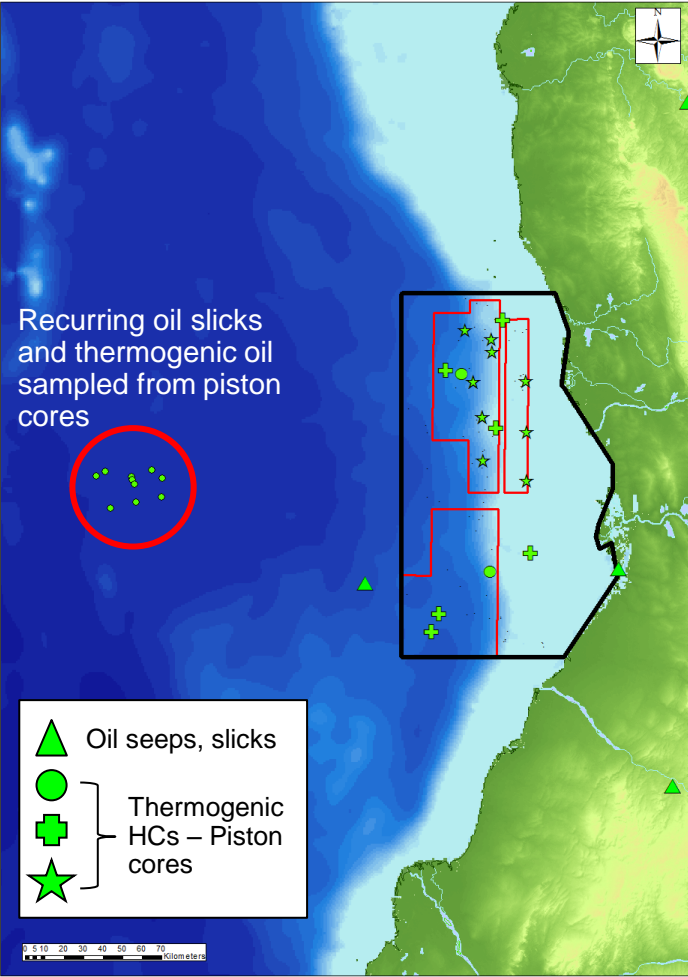 N
Recurring oil slicks
and thermogenic oil
sampled from piston
cores
Oil seeps, slicks
Thermogenic
HCs – Piston
cores
0 5 10 20 30 40 50 60 70
Kilometers